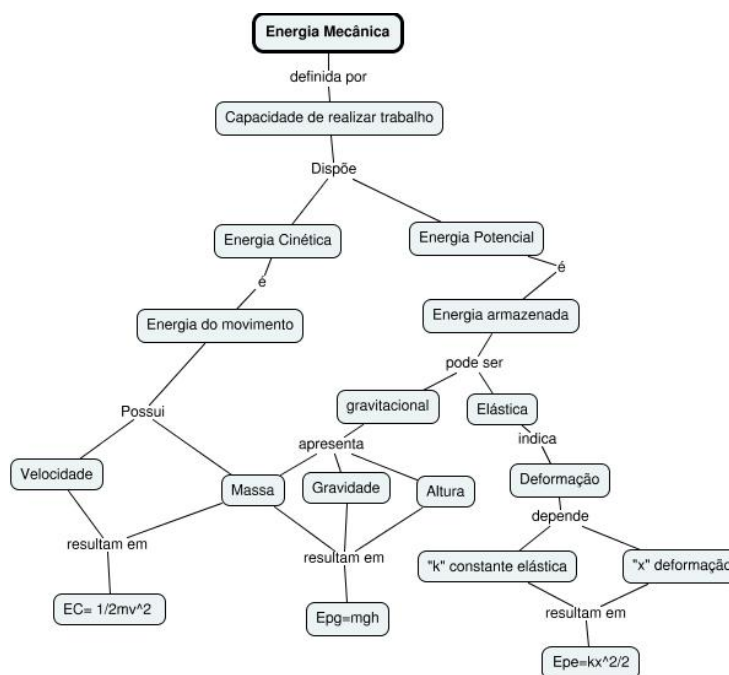 Energia Mecânica
definida por
Capacidade de realizar trabalho
Dispõe
Energia Cinética
Energia Potencial
é
é
Energia do movimento
Energia armazenada
pode ser
Possui
gravitacional
Elástica
apresenta
indica
Velocidade
Massa
Gravidade
Altura
Deformação
depende
resultam em
resultam em
"k" constante elástica
"x" deformação
EC= 1/2mv^2
Epg=mgh
resultam em
Epe=kx^2/2